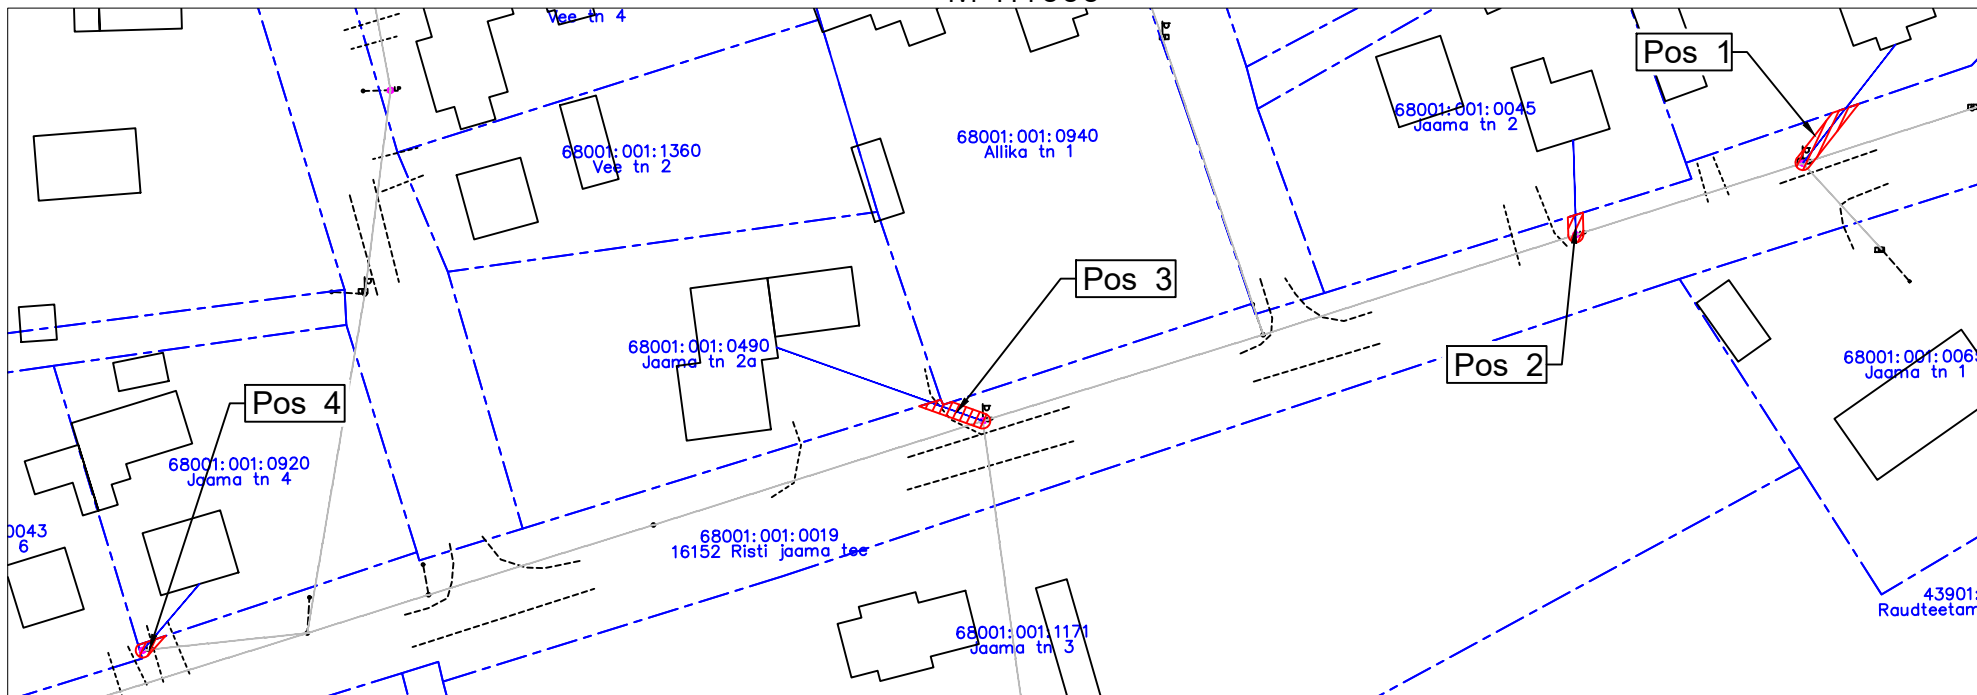 Vee tn 4
Pos 1
68001:001:0045
Jaama tn 2
68001:001:0940
Allika tn 1
68001:001:1360
Vee tn 2
Pos 3
68001:001:0490
Jaama tn 2a
Pos 2
Jaama tn 1
Pos 4
68001:001:0920
Jaama tn 4
0043
6
68001:001:0019
16152 Risti jaama tee
68001:001:1171
Jaama tn 3
43901: